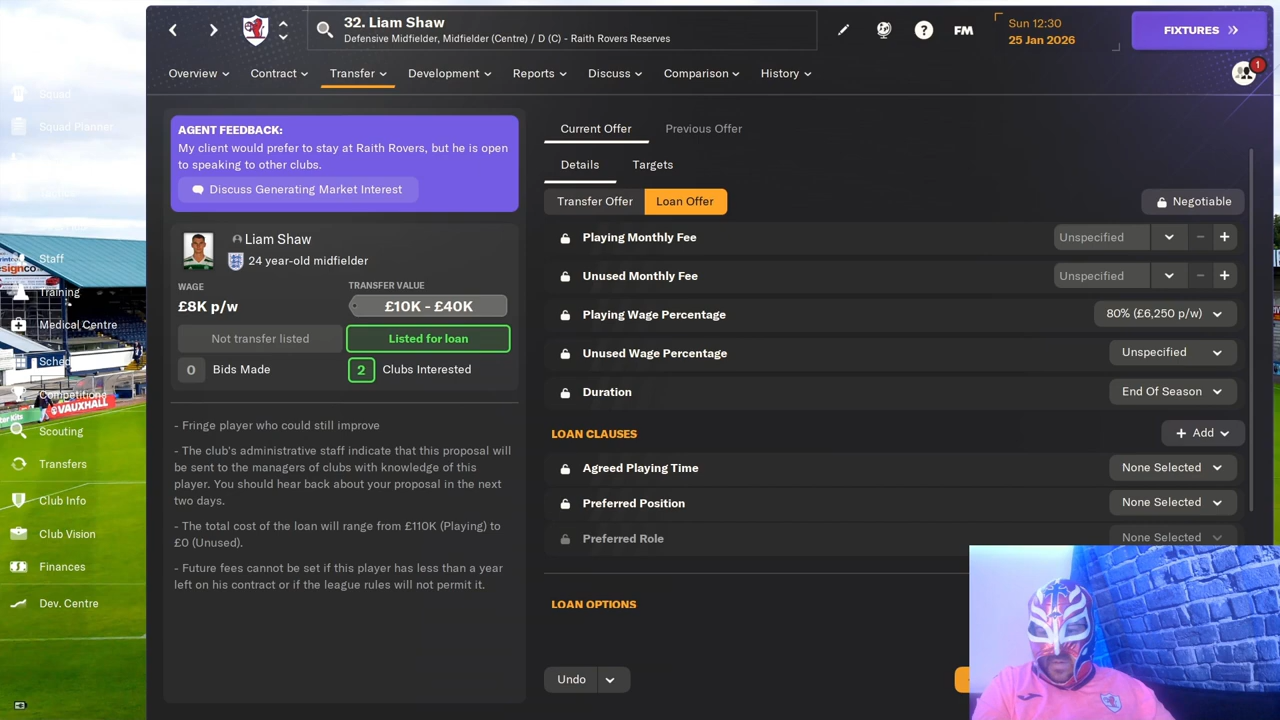 32. Liam Shaw
Defensive Midfielder, Midfielder (Centre) / D (C) - Raith Rovers Reserves
?
FM
Sun 12:30
25 Jan 2026
FIXTURES
Overview
Contract
Transfer
Development
Reports
Discuss
Comparison
History
1
Squad
Squad Planner
Staff
Training
Medical Centre
Sched
Competitions
Scouting
Transfers
Club Info
Club Vision
Finances
Dev. Centre
VAUXHALL
AGENT FEEDBACK:
My client would prefer to stay at Raith Rovers, but he is open
to speaking to other clubs.
Discuss Generating Market Interest
Liam Shaw
24 year-old midfielder
WAGE
TRANSFER VALUE
£8K p/w
£10K - £40K
Not transfer listed
Listed for loan
0 Bids Made
2 Clubs Interested
- Fringe player who could still improve
- The club's administrative staff indicate that this proposal will
be sent to the managers of clubs with knowledge of this
player. You should hear back about your proposal in the next
two days.
- The total cost of the loan will range from £110K (Playing) to
£0 (Unused).
- Future fees cannot be set if this player has less than a year
left on his contract or if the league rules will not permit it.
Current Offer
Previous Offer
Details
Targets
Transfer Offer
Loan Offer
Negotiable
Playing Monthly Fee
Unspecified
Unused Monthly Fee
Unspecified
Playing Wage Percentage
80% (£6,250 p/w)
Unused Wage Percentage
Unspecified
Duration
End Of Season
LOAN CLAUSES
Add
Agreed Playing Time
None Selected
Preferred Position
None Selected
Preferred Role
None Selected
LOAN OPTIONS
Undo